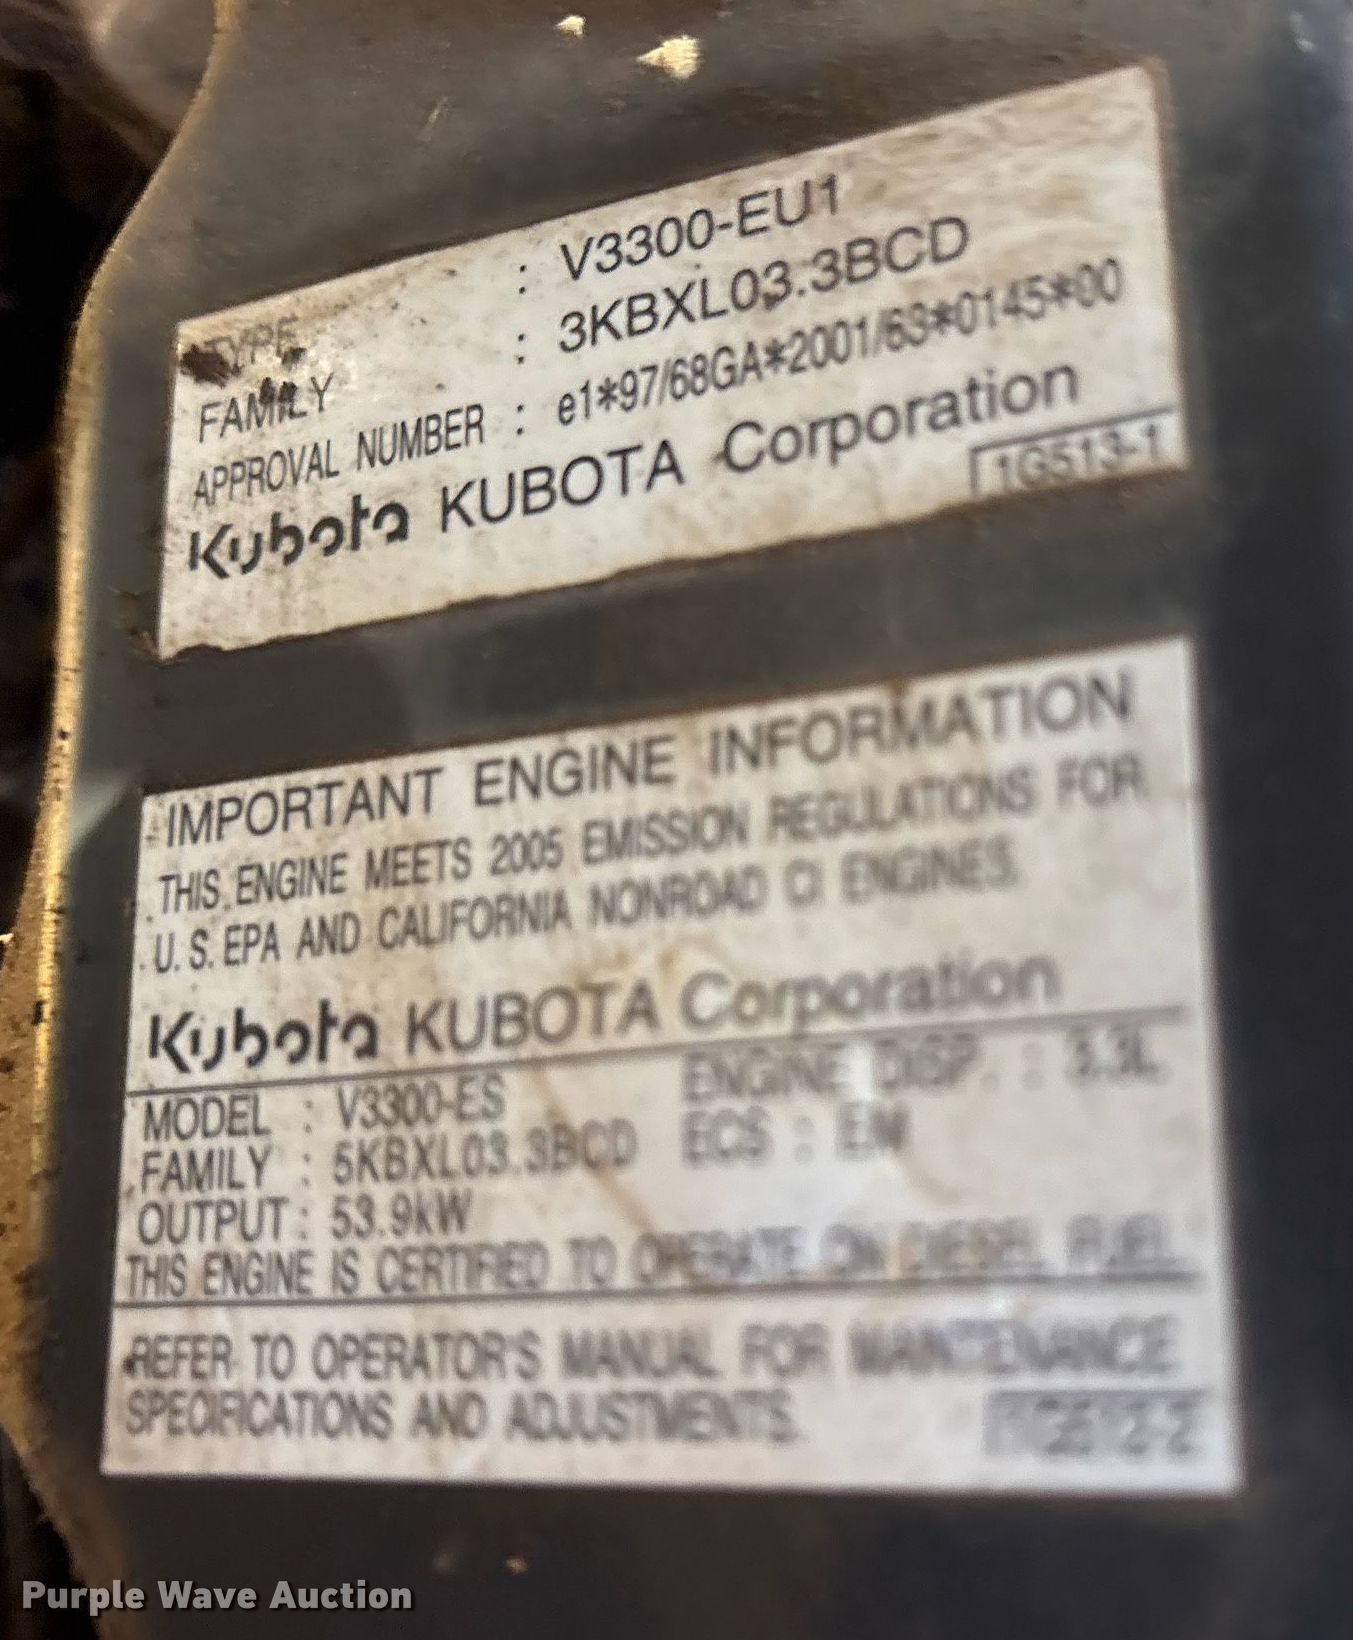 TYPE : V3300-EU1
FAMILY : 3KBXL03.3BCD
APPROVAL NUMBER : e1*97/68GA*2001/63*0145*00
Kubota KUBOTA Corporation
1G513-1
IMPORTANT ENGINE INFORMATION
THIS ENGINE MEETS 2005 EMISSION REGULATIONS FOR
U.S. EPA AND CALIFORNIA NONROAD CI ENGINES.
Kubota KUBOTA Corporation
MODEL : V3300-ES ENGINE DISP. : 3.3L
FAMILY : 5KBXL03.3BCD ECS : EM
OUTPUT : 53.9kW
THIS ENGINE IS CERTIFIED TO OPERATE ON DIESEL FUEL
REFER TO OPERATOR'S MANUAL FOR MAINTENANCE
SPECIFICATIONS AND ADJUSTMENTS.
Purple Wave Auction